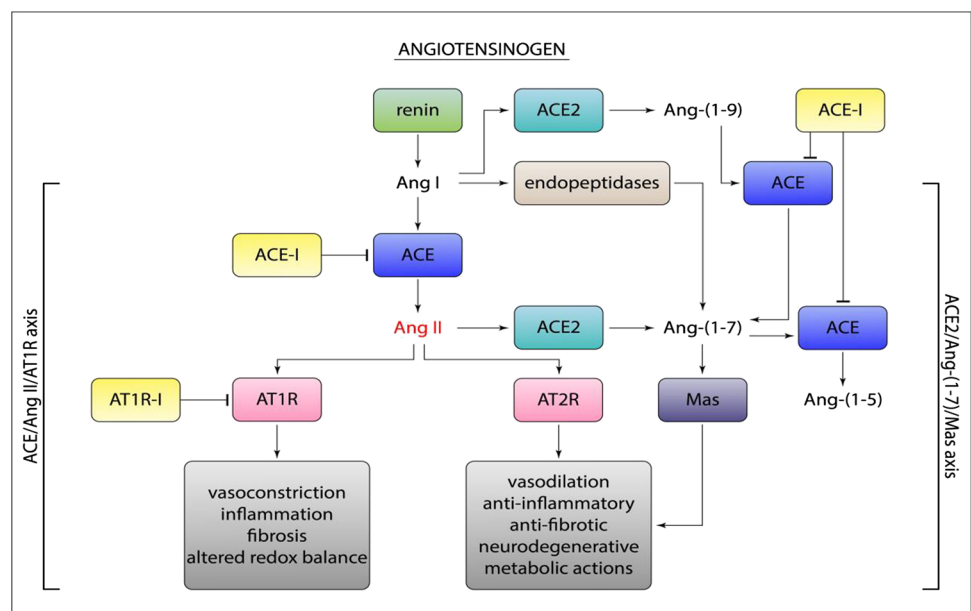 ANGIOTENSINOGEN
renin
ACE2
Ang-(1-9)
ACE-I
Ang I
endopeptidases
ACE
ACE-I
ACE
Ang II
ACE2
Ang-(1-7)
ACE
AT1R-I
AT1R
AT2R
Mas
Ang-(1-5)
vasoconstriction
inflammation
fibrosis
altered redox balance
vasodilation
anti-inflammatory
anti-fibrotic
neurodegenerative
metabolic actions
ACE/Ang II/AT1R axis
ACE2/Ang-(1-7)/Mas axis